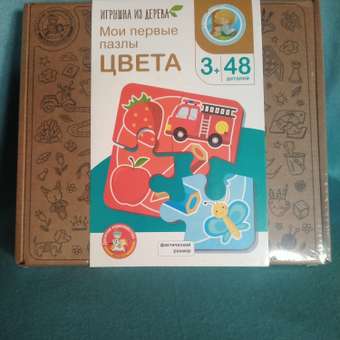 ИГРУШКА ИЗ ДЕРЕВА
Мои первые
пазлы
ЦВЕТА
3+ 48
деталей
фактический
размер